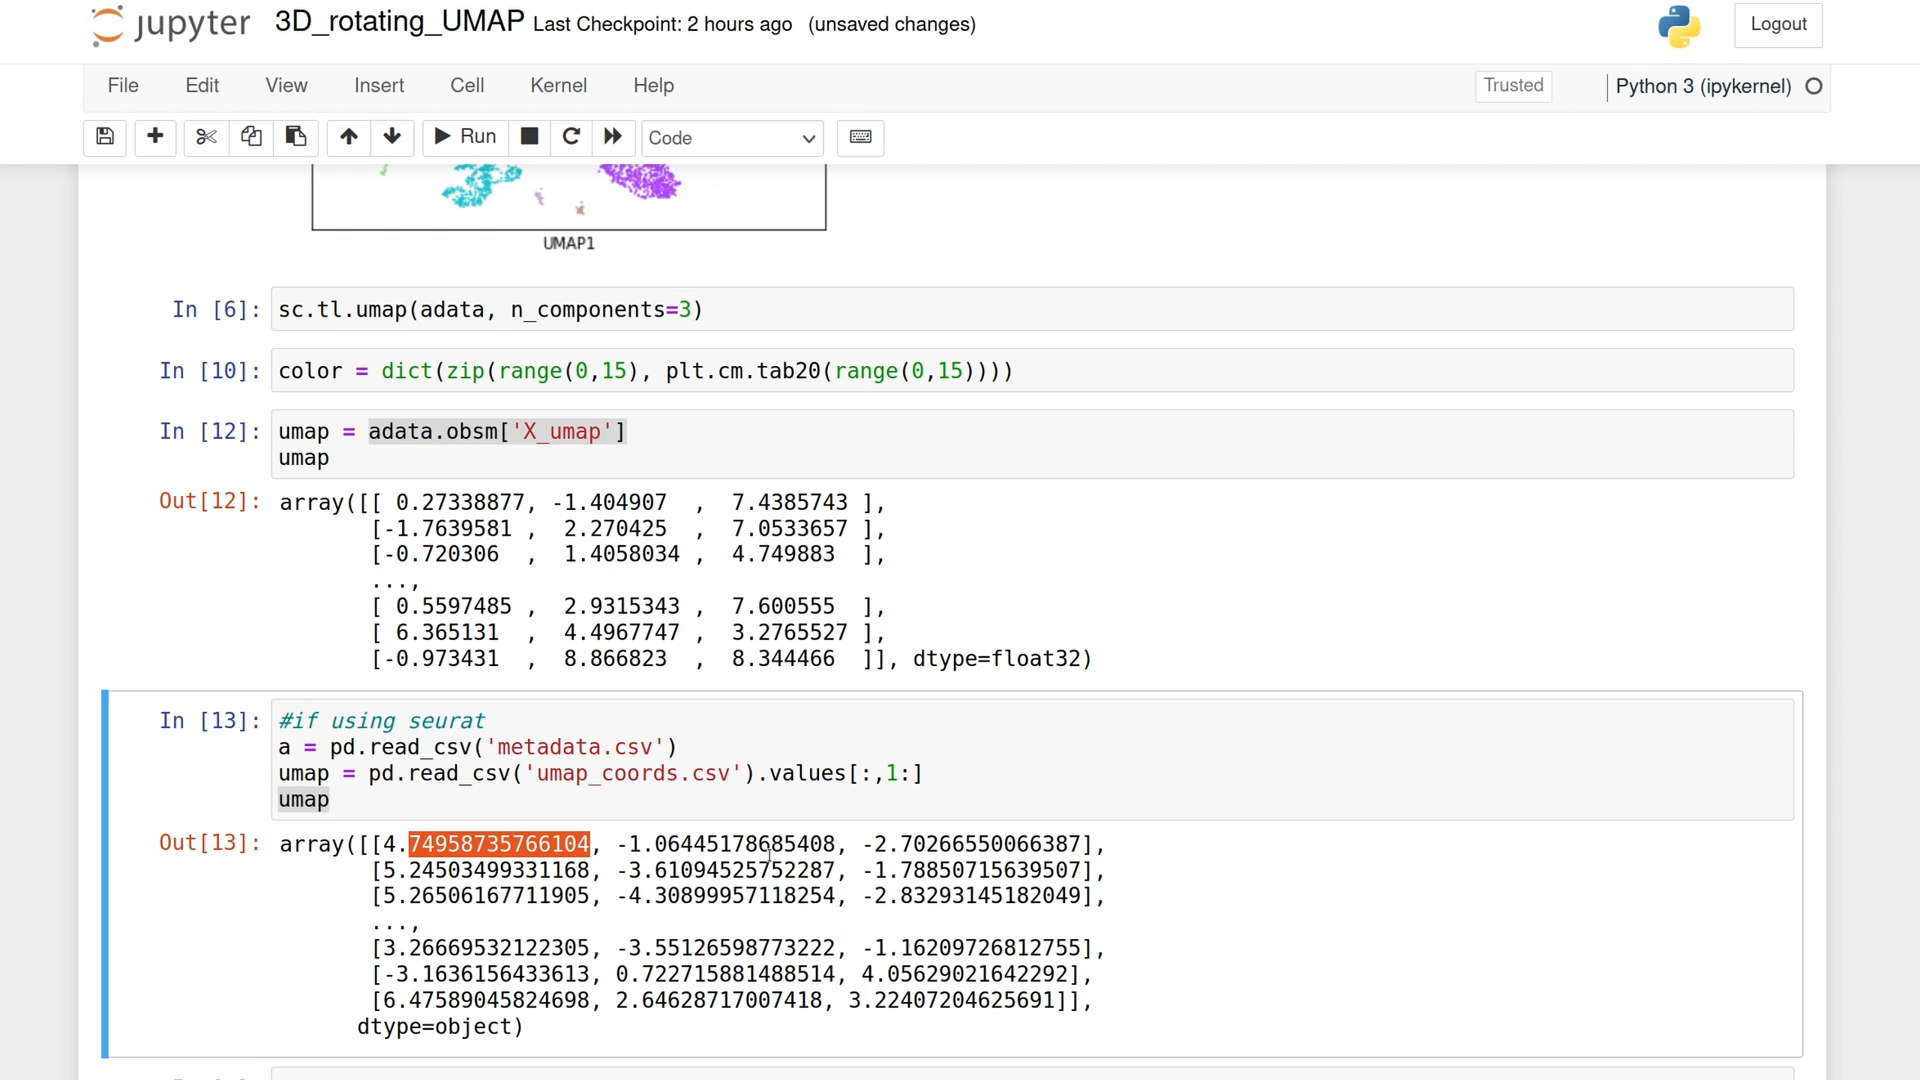 jupyter 3D_rotating_UMAP Last Checkpoint: 2 hours ago (unsaved changes) Logout
File Edit View Insert Cell Kernel Help Trusted Python 3 (ipykernel)
Run Code
UMAP1
In [6]: sc.tl.umap(adata, n_components=3)
In [10]: color = dict(zip(range(0,15), plt.cm.tab20(range(0,15))))
In [12]: umap = adata.obsm['X_umap']
umap
Out[12]: array([[ 0.27338877, -1.404907  ,  7.4385743 ],
[-1.7639581 ,  2.270425  ,  7.0533657 ],
[-0.720306  ,  1.4058034 ,  4.749883  ],
...,
[ 0.5597485 ,  2.9315343 ,  7.600555  ],
[ 6.365131  ,  4.4967747 ,  3.2765527 ],
[-0.973431  ,  8.866823  ,  8.344466  ]], dtype=float32)
In [13]: #if using seurat
a = pd.read_csv('metadata.csv')
umap = pd.read_csv('umap_coords.csv').values[:,1:]
umap
Out[13]: array([[4.74958735766104, -1.06445178685408, -2.70266550066387],
[5.24503499331168, -3.61094525752287, -1.78850715639507],
[5.26506167711905, -4.30899957118254, -2.83293145182049],
...,
[3.26669532122305, -3.55126598773222, -1.16209726812755],
[-3.1636156433613, 0.722715881488514, 4.05629021642292],
[6.47589045824698, 2.64628717007418, 3.22407204625691]],
dtype=object)